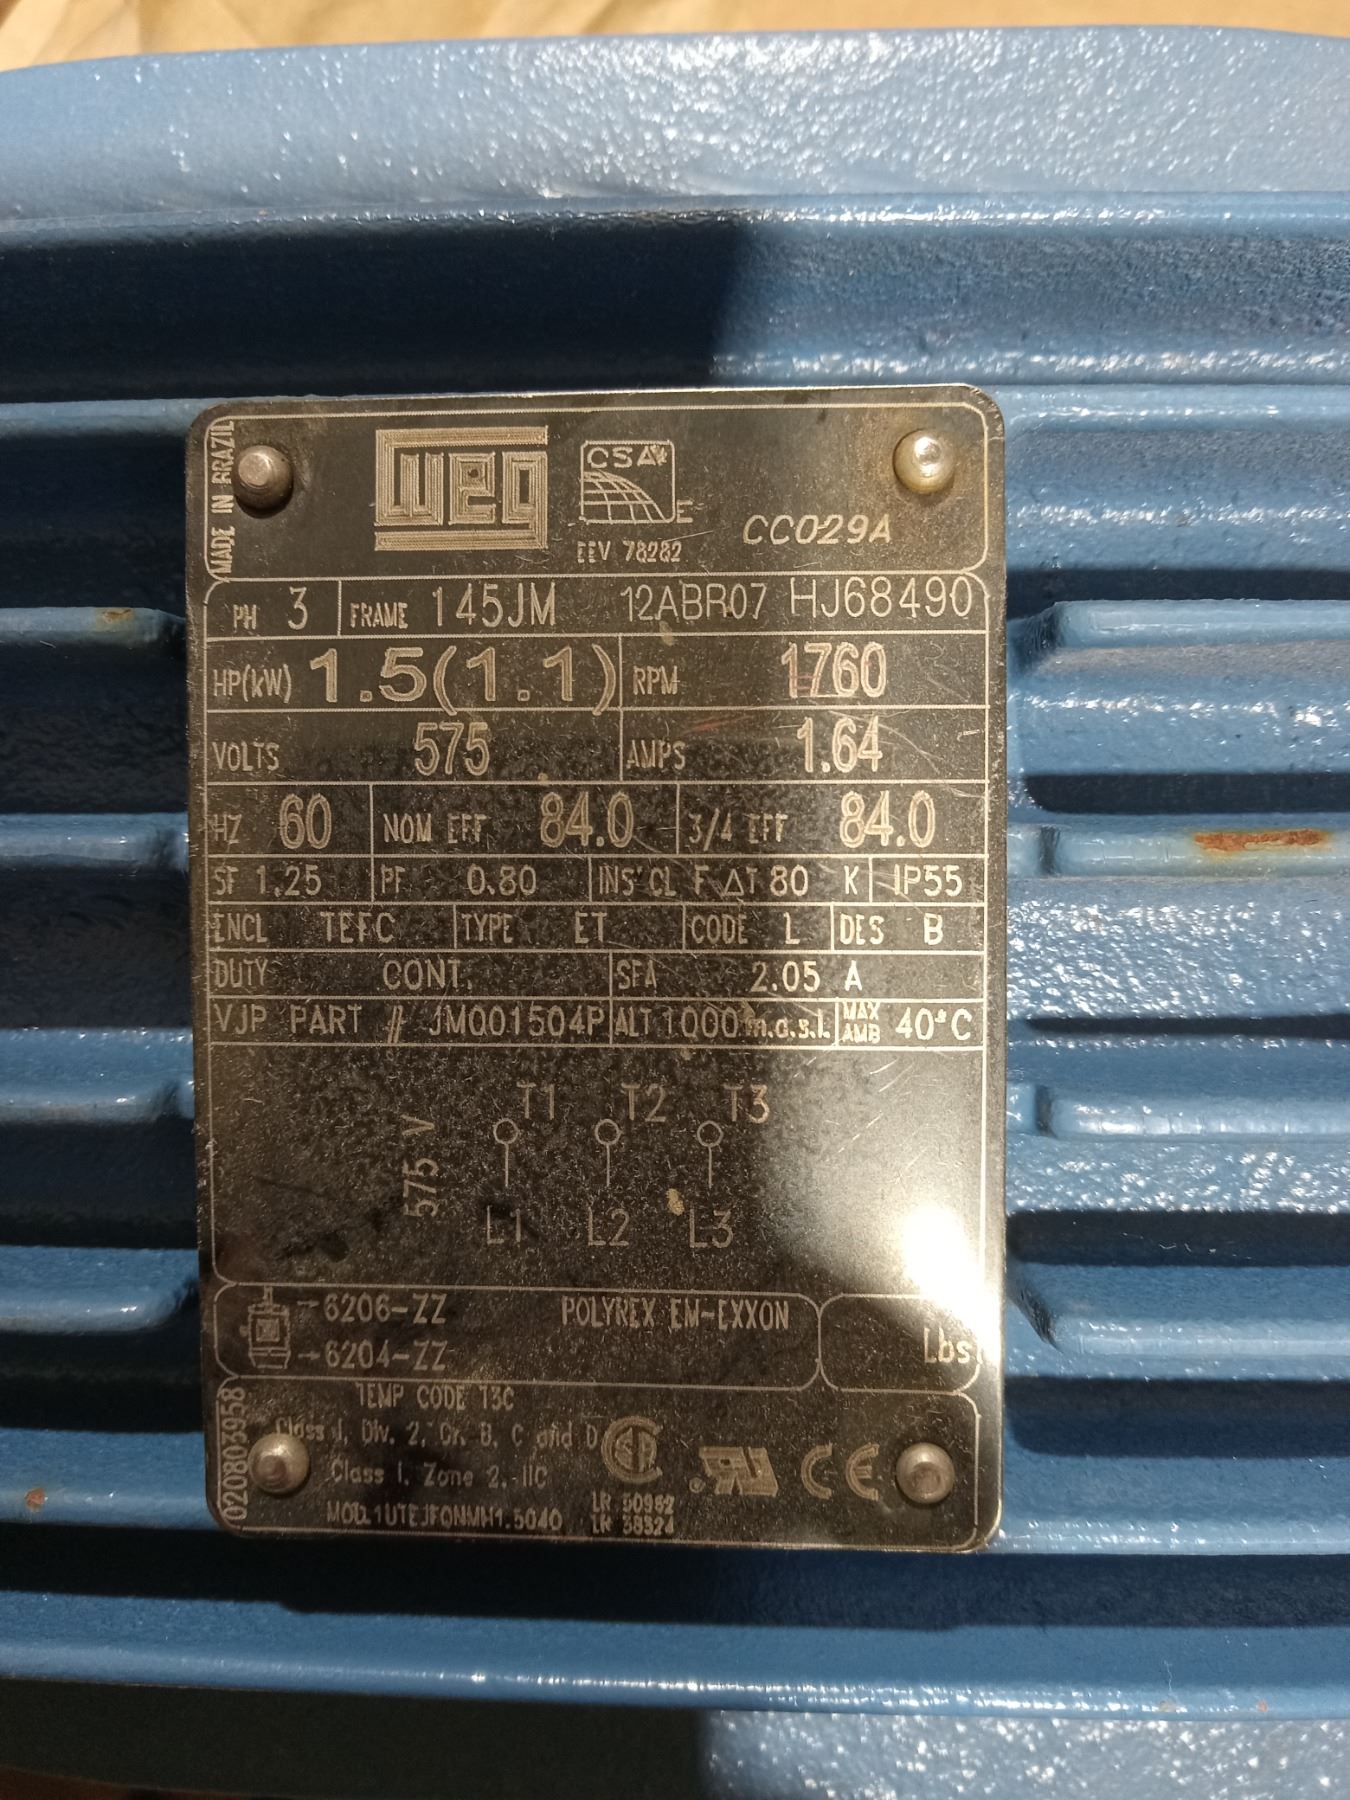 MADE IN BRAZIL
WEG
CSA
E
EEV 78282
CC029A
PH 3 FRAME 145JM 12ABR07 HJ68490
HP(kW) 1.5(1.1) RPM 1760
VOLTS 575 AMPS 1.64
HZ 60 NOM EFF 84.0 3/4 EFF 84.0
SF 1.25 PF 0.80 INS CL F ΔT 80 K IP55
ENCL TEFC TYPE ET CODE L DES B
DUTY CONT. SFA 2.05 A
VJP PART // JM001504P ALT 1000 m.a.s.l. MAX AMB 40°C
575 V
T1 T2 T3
L1 L2 L3
6206-ZZ POLYREX EM-EXXON
6204-ZZ
Lbs
020803958
TEMP CODE T3C
Class I, Div. 2, Gr. B, C and D
Class I, Zone 2, IIC
LR 50962
LR 38324
CE